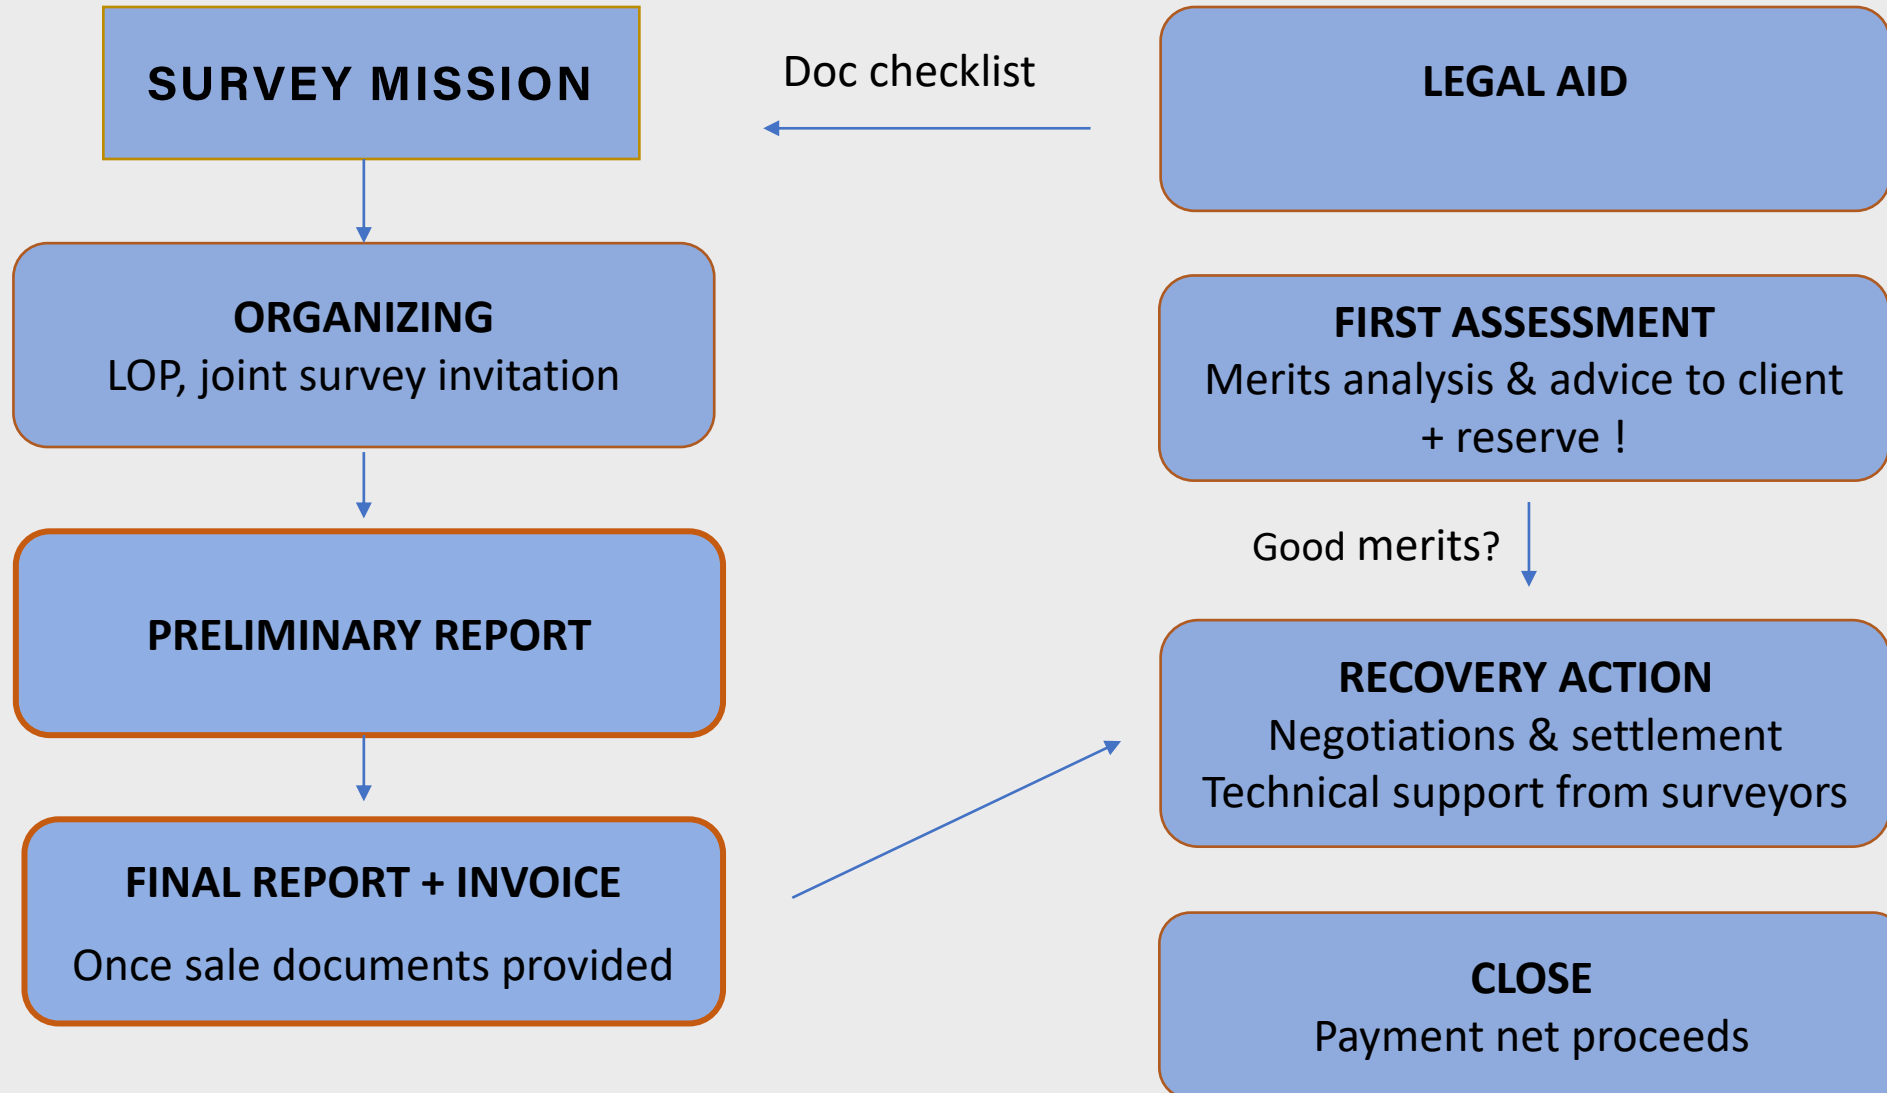 SURVEY MISSION
Doc checklist
LEGAL AID
ORGANIZING
LOP, joint survey invitation
FIRST ASSESSMENT
Merits analysis & advice to client
+ reserve !
Good merits?
PRELIMINARY REPORT
RECOVERY ACTION
Negotiations & settlement
Technical support from surveyors
FINAL REPORT + INVOICE
Once sale documents provided
CLOSE
Payment net proceeds